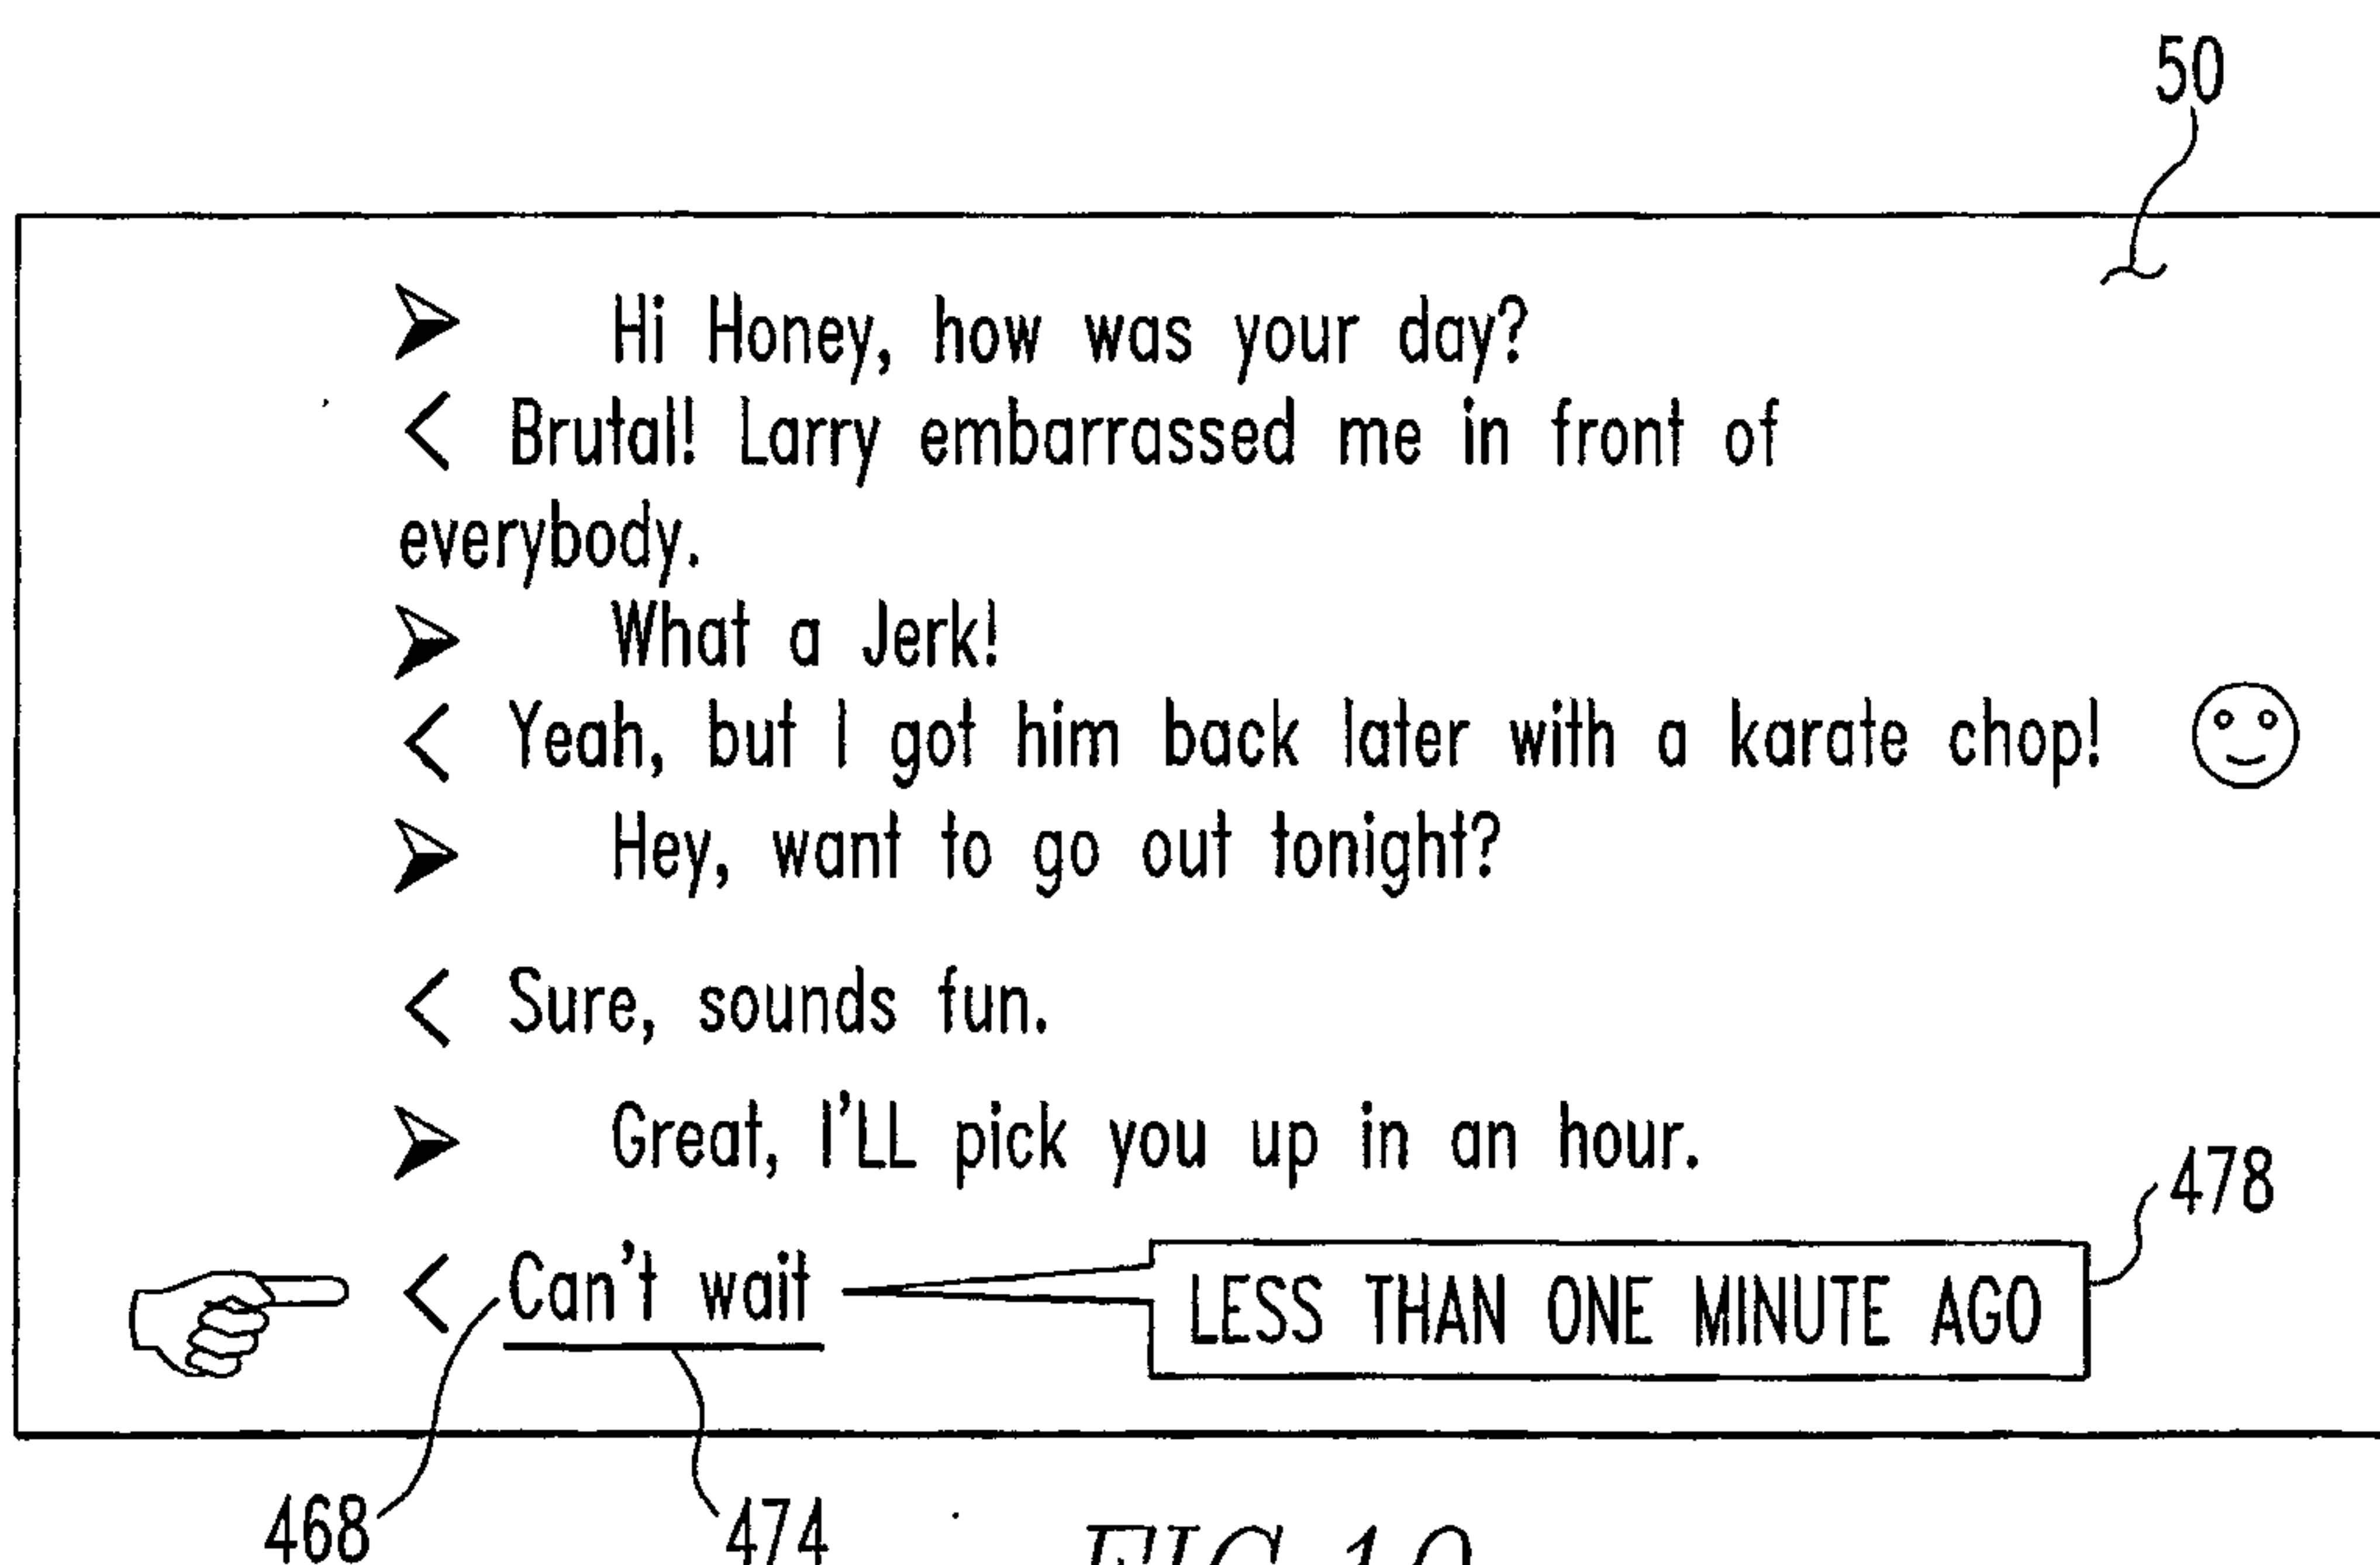 50
➢ Hi Honey, how was your day?
< Brutal! Larry embarrassed me in front of
everybody.
➢ What a Jerk!
< Yeah, but I got him back later with a karate chop!
➢ Hey, want to go out tonight?
< Sure, sounds fun.
➢ Great, I'LL pick you up in an hour.
478
< Can't wait LESS THAN ONE MINUTE AGO
468 474